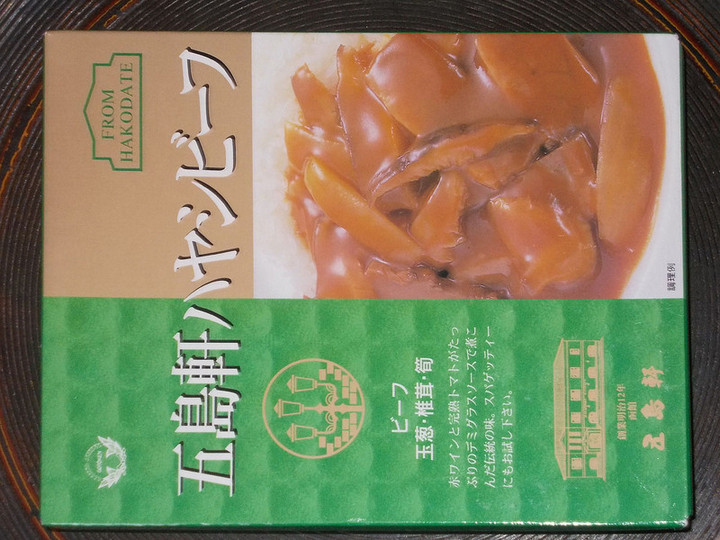 FROM
HAKODATE
五島軒ハヤシビーフ
調理例
ビーフ
玉葱・椎茸・筍
赤ワインと完熟トマトがたっ
ぷりのデミグラスソースで煮こ
んだ伝統の味。スパゲッティー
にもお試し下さい。
創業明治12年
函館
五島軒